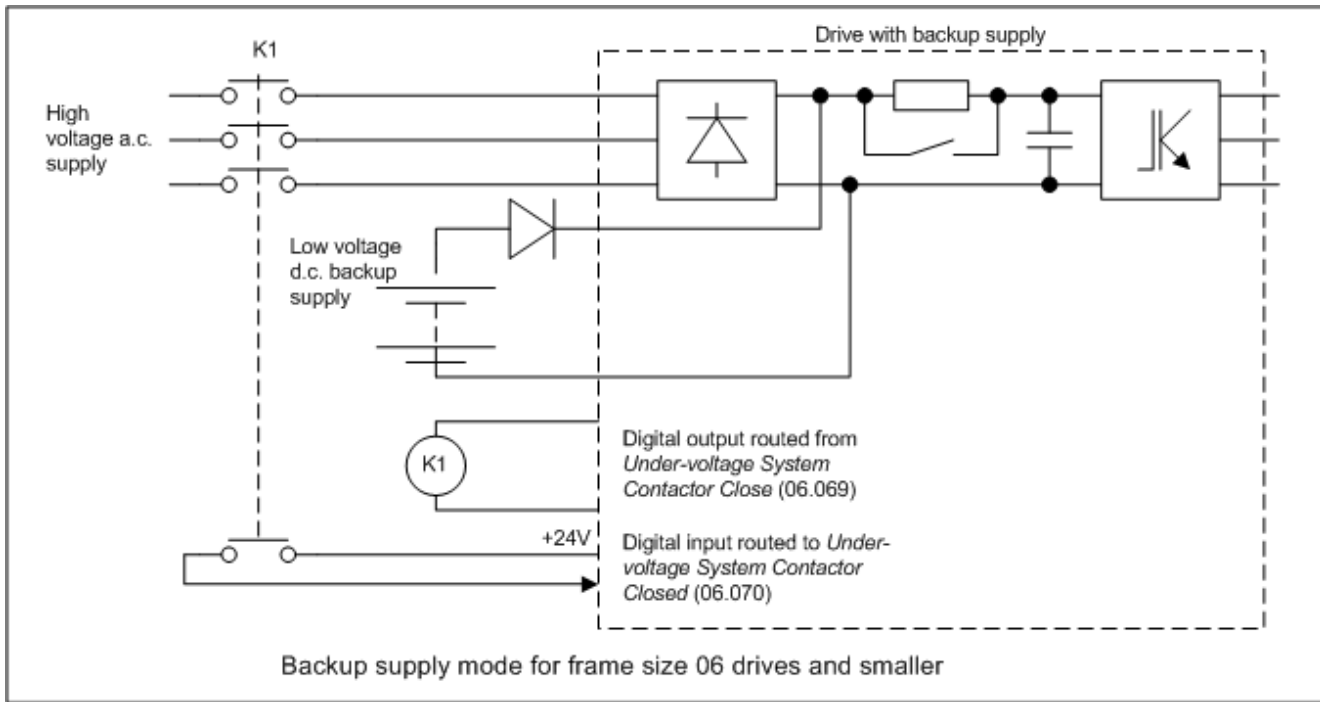 Drive with backup supply
K1
High
voltage a.c.
supply
Low voltage
d.c. backup
supply
K1
Digital output routed from
Under-voltage System
Contactor Close (06.069)
+24V
Digital input routed to Under-
voltage System Contactor
Closed (06.070)
Backup supply mode for frame size 06 drives and smaller